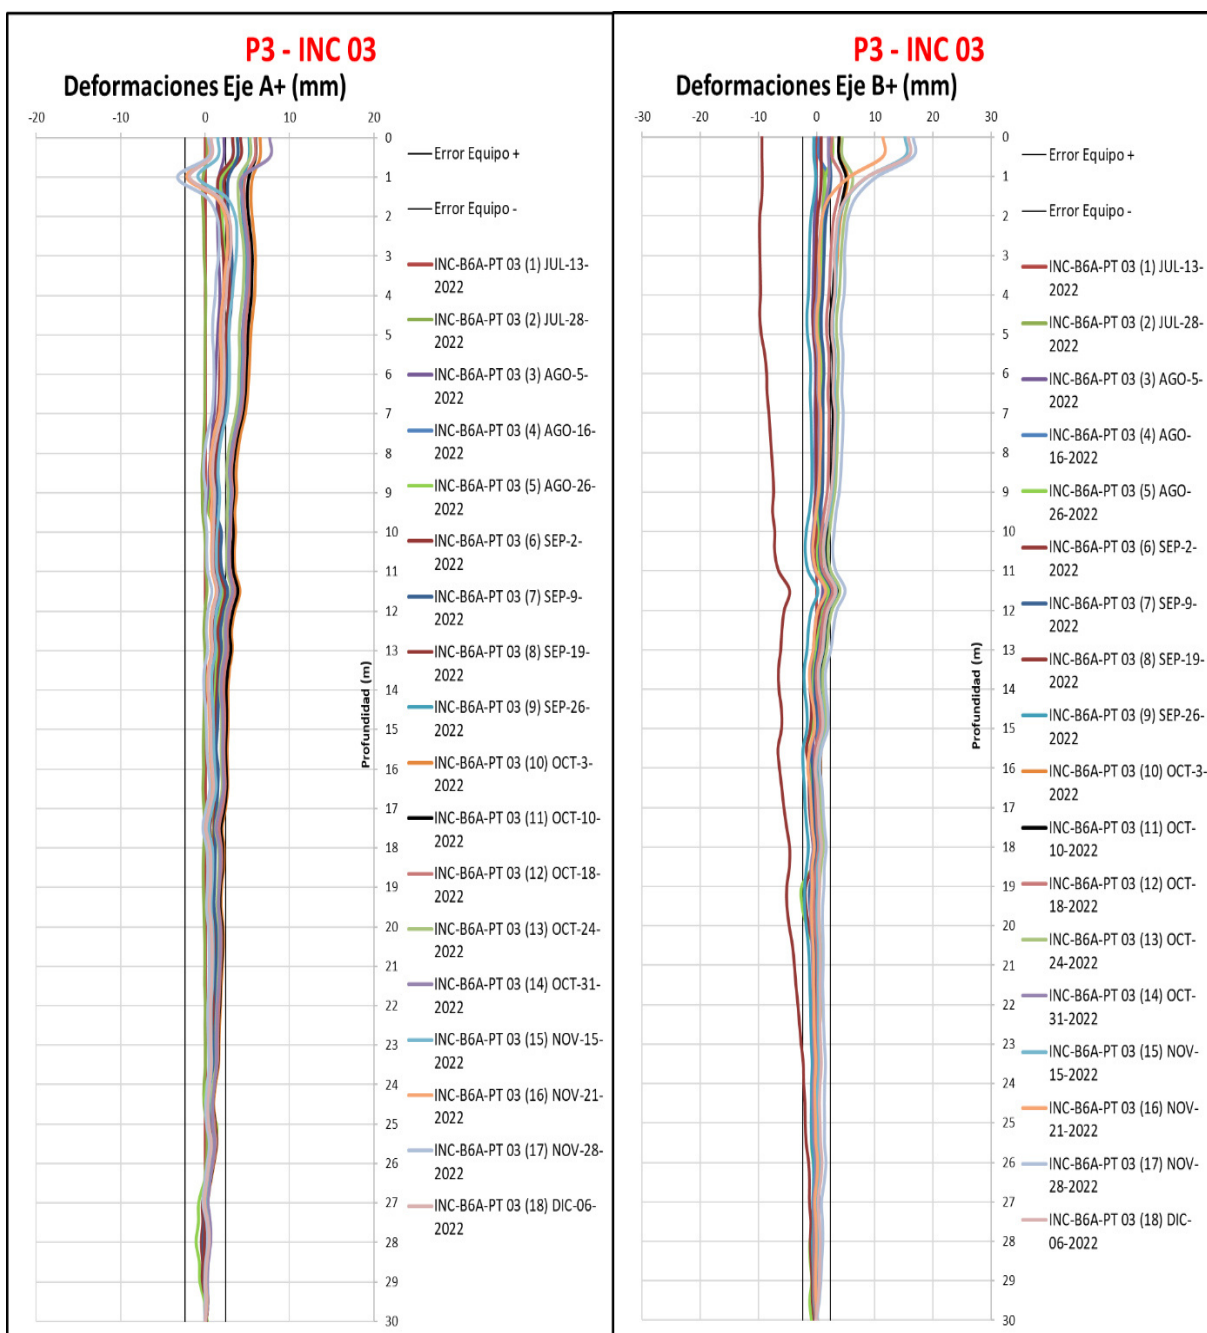 P3 - INC 03
Deformaciones Eje A+ (mm)
-20 -10 0 10 20
0
1
2
3
4
5
6
7
8
9
10
11
12
13
14
15
16
17
18
19
20
21
22
23
24
25
26
27
28
29
30
Profundidad (m)
Error Equipo +
Error Equipo -
INC-B6A-PT 03 (1) JUL-13-
2022
INC-B6A-PT 03 (2) JUL-28-
2022
INC-B6A-PT 03 (3) AGO-5-
2022
INC-B6A-PT 03 (4) AGO-16-
2022
INC-B6A-PT 03 (5) AGO-26-
2022
INC-B6A-PT 03 (6) SEP-2-
2022
INC-B6A-PT 03 (7) SEP-9-
2022
INC-B6A-PT 03 (8) SEP-19-
2022
INC-B6A-PT 03 (9) SEP-26-
2022
INC-B6A-PT 03 (10) OCT-3-
2022
INC-B6A-PT 03 (11) OCT-10-
2022
INC-B6A-PT 03 (12) OCT-18-
2022
INC-B6A-PT 03 (13) OCT-24-
2022
INC-B6A-PT 03 (14) OCT-31-
2022
INC-B6A-PT 03 (15) NOV-15-
2022
INC-B6A-PT 03 (16) NOV-21-
2022
INC-B6A-PT 03 (17) NOV-28-
2022
INC-B6A-PT 03 (18) DIC-06-
2022
P3 - INC 03
Deformaciones Eje B+ (mm)
-30 -20 -10 0 10 20 30
0
1
2
3
4
5
6
7
8
9
10
11
12
13
14
15
16
17
18
19
20
21
22
23
24
25
26
27
28
29
30
Profundidad (m)
Error Equipo +
Error Equipo -
INC-B6A-PT 03 (1) JUL-13-
2022
INC-B6A-PT 03 (2) JUL-28-
2022
INC-B6A-PT 03 (3) AGO-5-
2022
INC-B6A-PT 03 (4) AGO-
16-2022
INC-B6A-PT 03 (5) AGO-
26-2022
INC-B6A-PT 03 (6) SEP-2-
2022
INC-B6A-PT 03 (7) SEP-9-
2022
INC-B6A-PT 03 (8) SEP-19-
2022
INC-B6A-PT 03 (9) SEP-26-
2022
INC-B6A-PT 03 (10) OCT-3-
2022
INC-B6A-PT 03 (11) OCT-
10-2022
INC-B6A-PT 03 (12) OCT-
18-2022
INC-B6A-PT 03 (13) OCT-
24-2022
INC-B6A-PT 03 (14) OCT-
31-2022
INC-B6A-PT 03 (15) NOV-
15-2022
INC-B6A-PT 03 (16) NOV-
21-2022
INC-B6A-PT 03 (17) NOV-
28-2022
INC-B6A-PT 03 (18) DIC-
06-2022